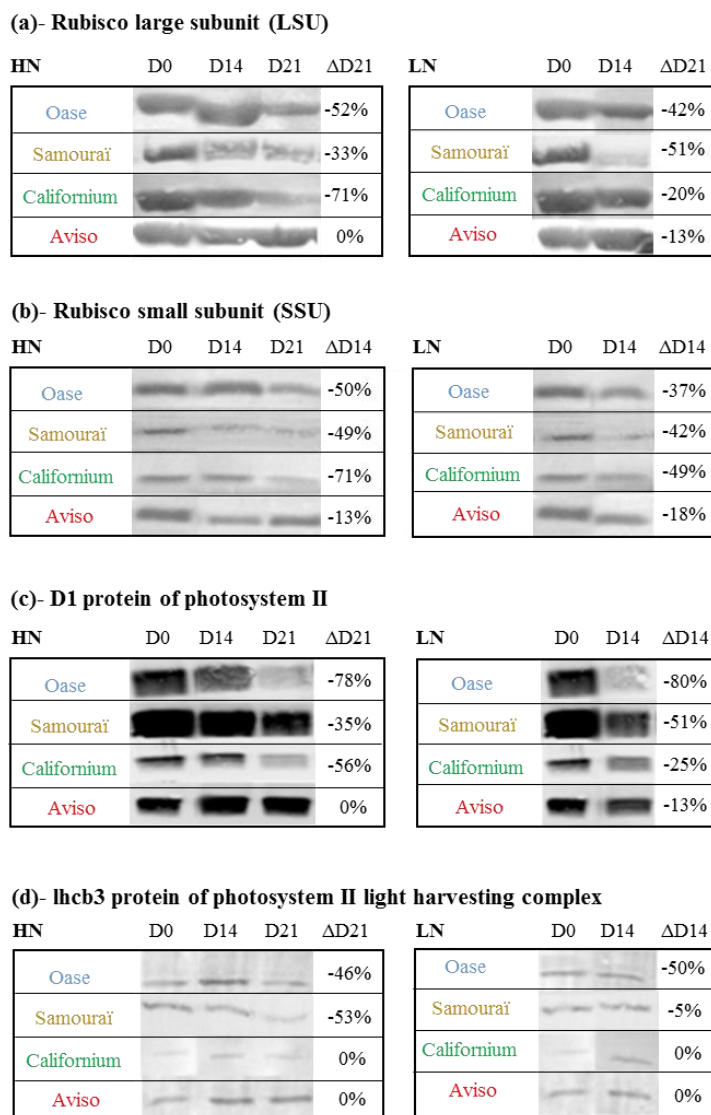 (a)- Rubisco large subunit (LSU)
HN D0 D14 D21 ΔD21 LN D0 D14 ΔD21
Oase -52% Oase -42%
Samouraï -33% Samouraï -51%
Californium -71% Californium -20%
Aviso 0% Aviso -13%
(b)- Rubisco small subunit (SSU)
HN D0 D14 D21 ΔD14 LN D0 D14 ΔD14
Oase -50% Oase -37%
Samouraï -49% Samouraï -42%
Californium -71% Californium -49%
Aviso -13% Aviso -18%
(c)- D1 protein of photosystem II
HN D0 D14 D21 ΔD21 LN D0 D14 ΔD14
Oase -78% Oase -80%
Samouraï -35% Samouraï -51%
Californium -56% Californium -25%
Aviso 0% Aviso -13%
(d)- lhcb3 protein of photosystem II light harvesting complex
HN D0 D14 D21 ΔD21 LN D0 D14 ΔD14
Oase -46% Oase -50%
Samouraï -53% Samouraï -5%
Californium 0% Californium 0%
Aviso 0% Aviso 0%